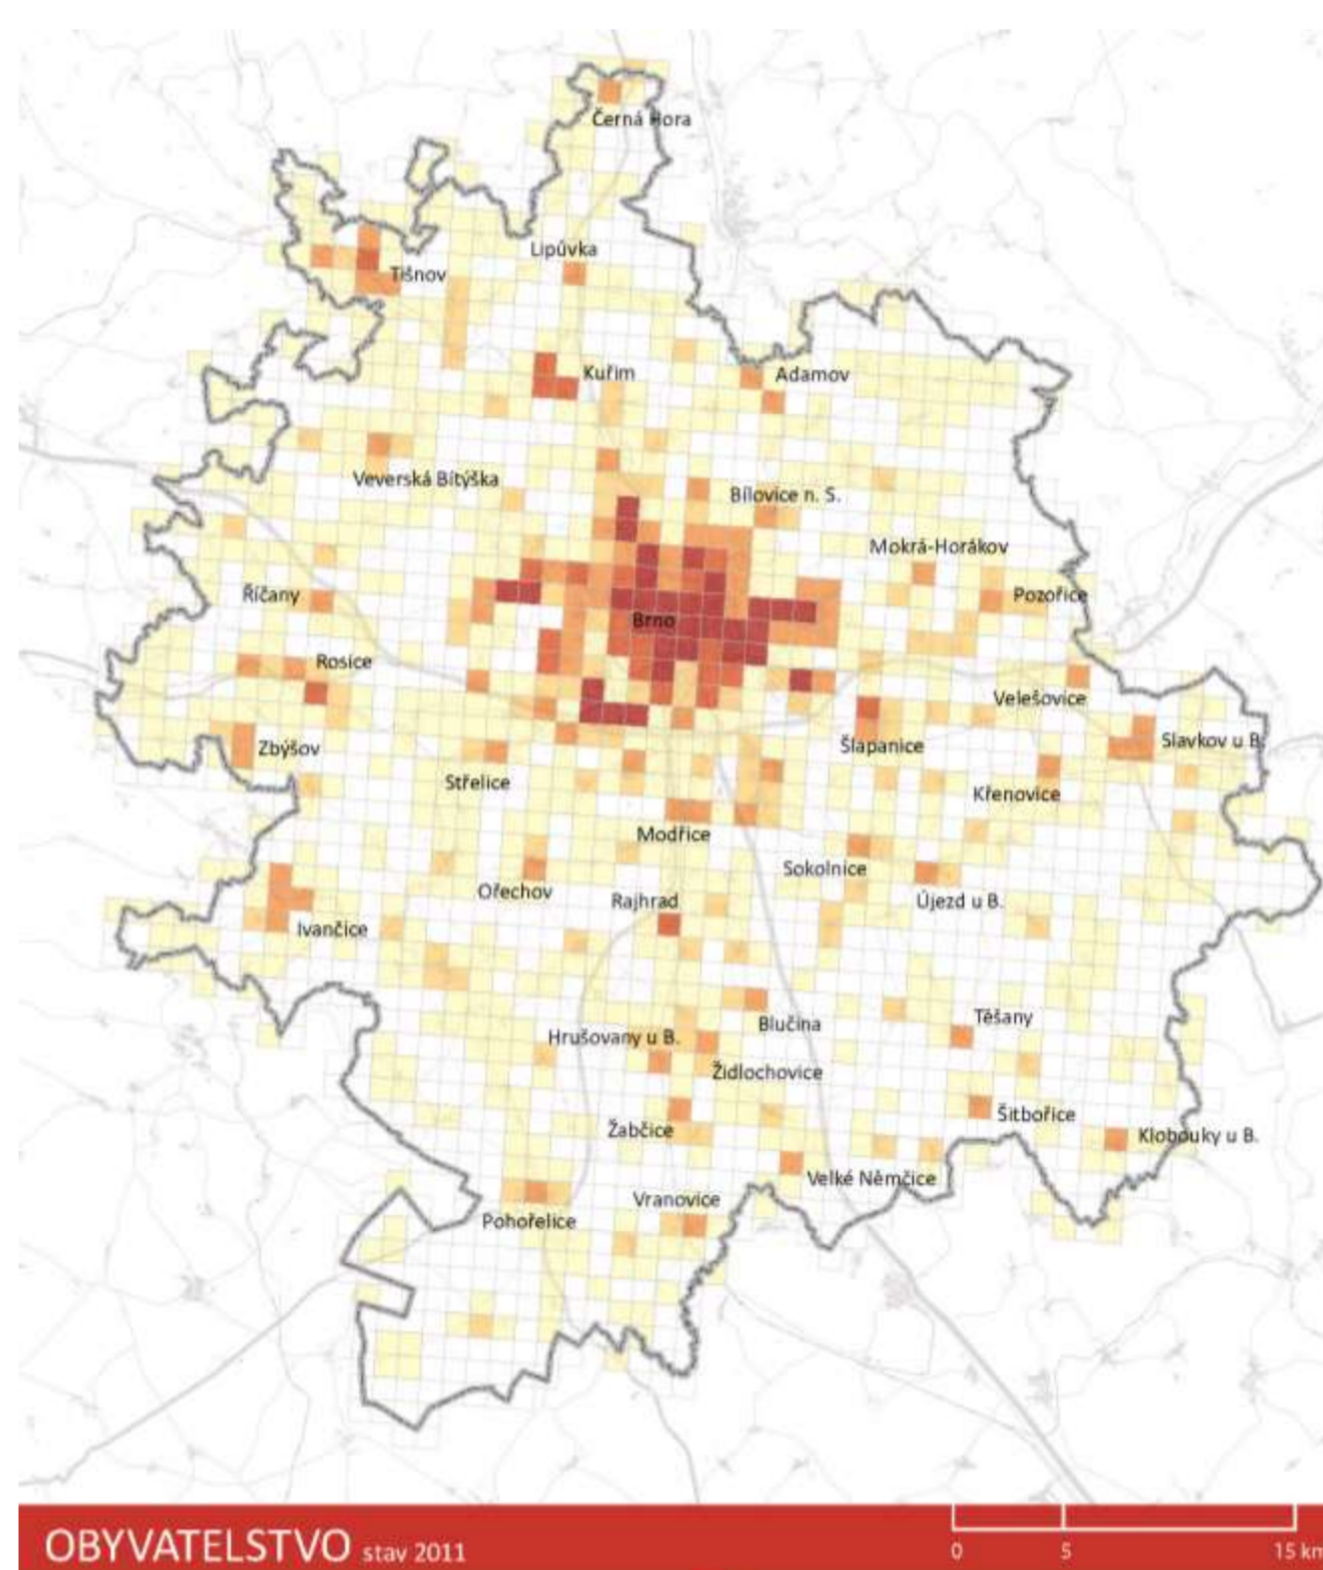 Černá Hora
Lipůvka
Tišnov
Kuřim
Adamov
Veverská Bítýška
Bílovice n. S.
Mokrá-Horákov
Říčany
Pozořice
Brno
Rosice
Velešovice
Zbýšov
Šlapanice
Slavkov u B.
Střelice
Křenovice
Modřice
Sokolnice
Ořechov
Rajhrad
Újezd u B.
Ivančice
Těšany
Blučina
Hrušovany u B.
Židlochovice
Šitbořice
Žabčice
Klobouky u B.
Velké Němčice
Vranovice
Pohořelice
OBYVATELSTVO stav 2011
0 5 15 km